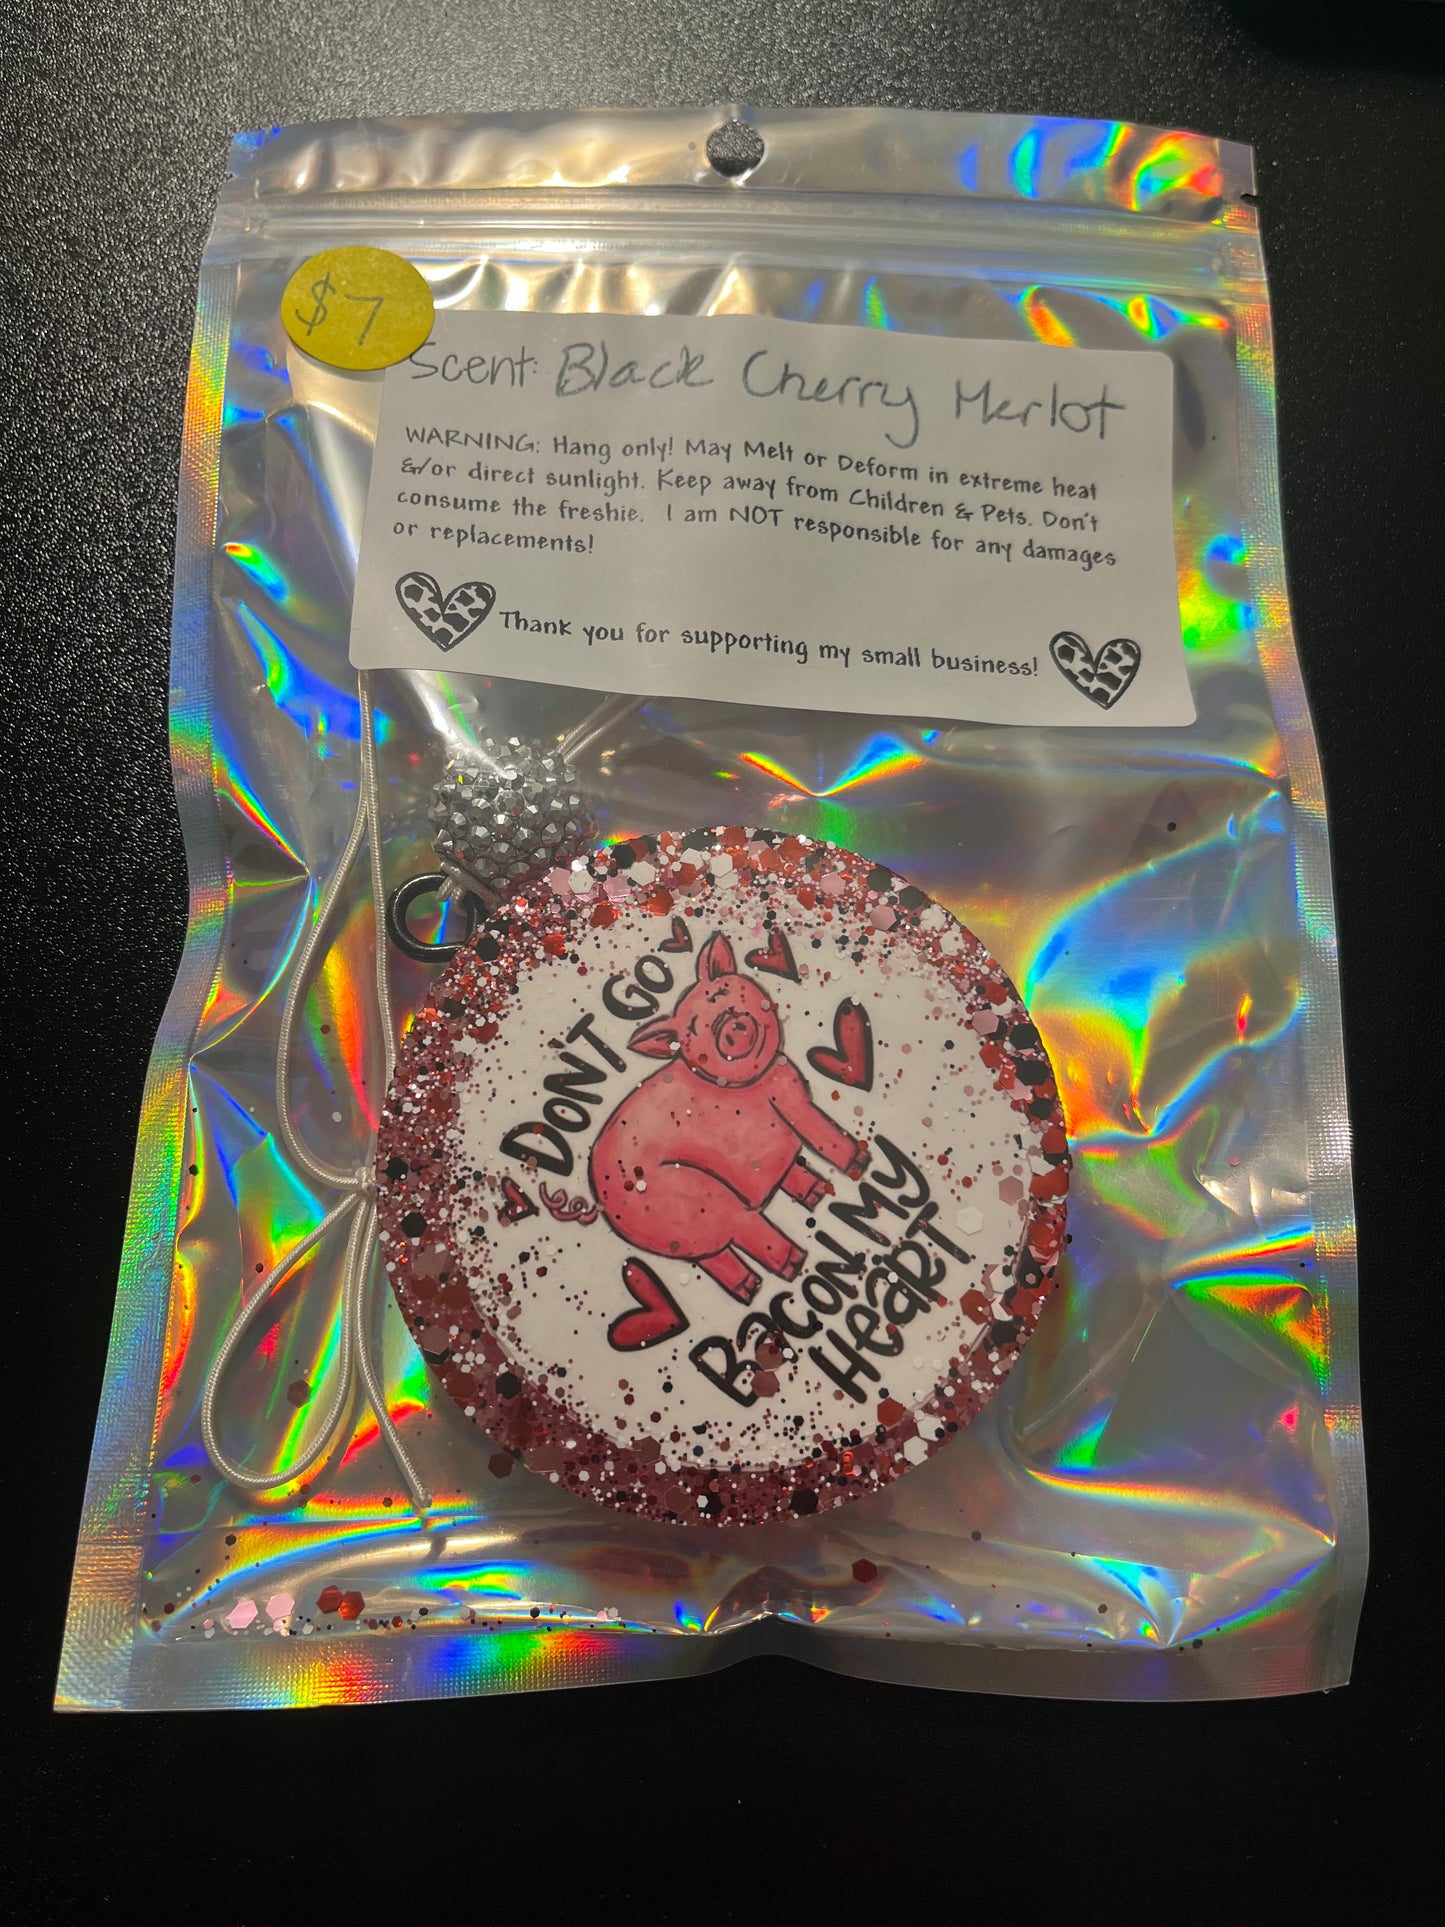 $7
Scent: Black Cherry Merlot
WARNING: Hang only! May Melt or Deform in extreme heat
&/or direct sunlight. Keep away from Children & Pets. Don't
consume the freshie. I am NOT responsible for any damages
or replacements!
Thank you for supporting my small business!
DON'T GO
BACON MY
HEART